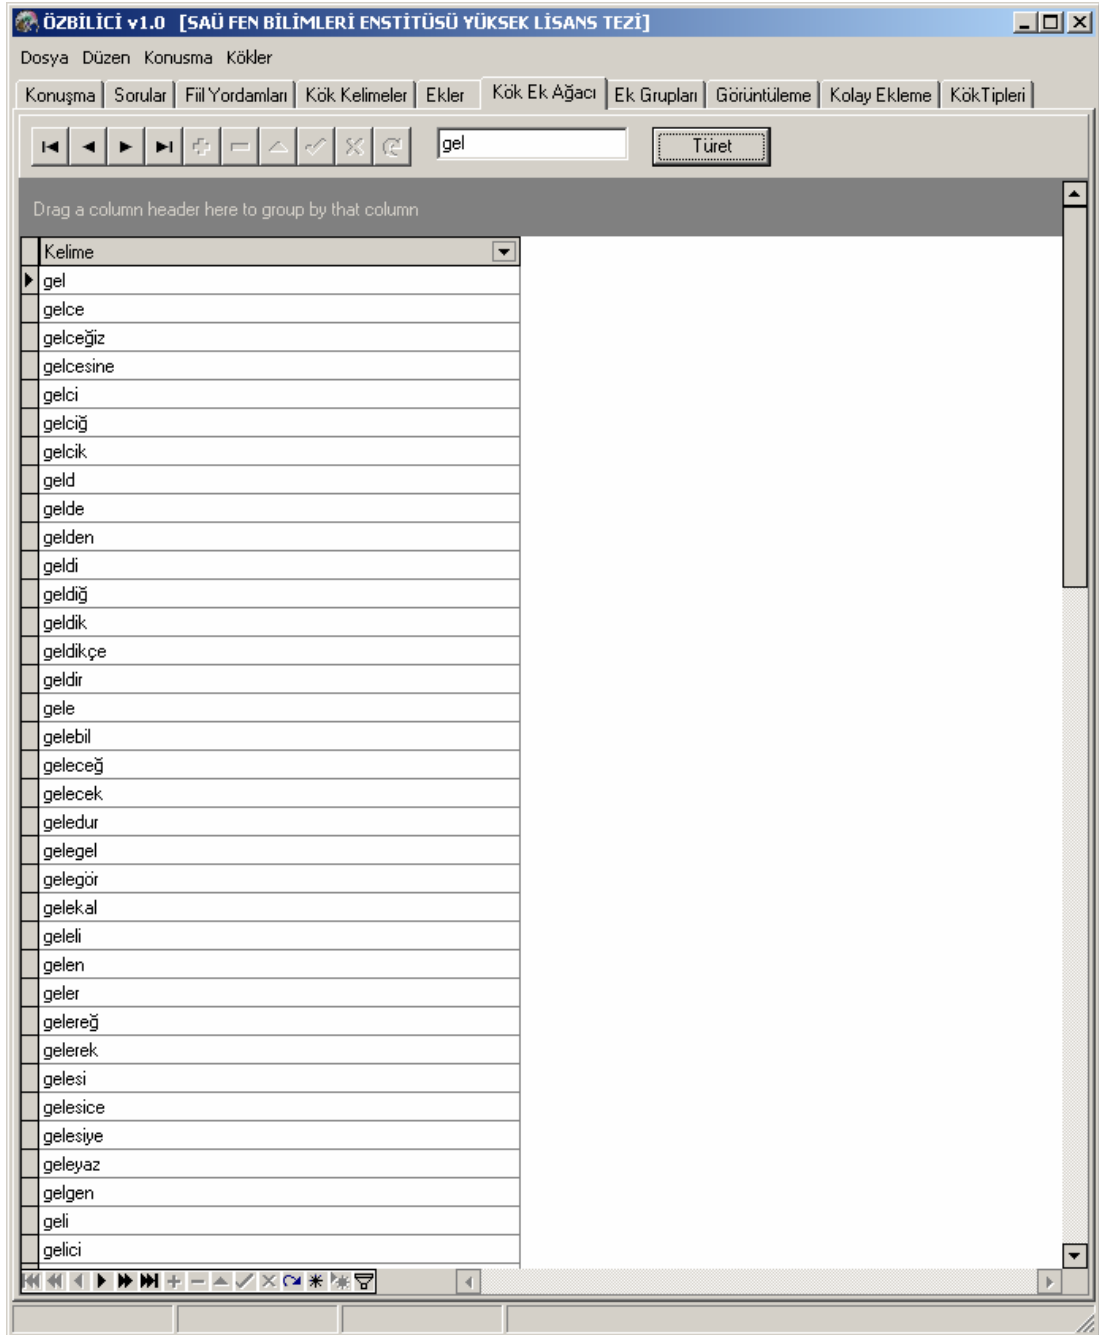 ÖZBİLİCİ v1.0 [SAÜ FEN BİLİMLERİ ENSTİTÜSÜ YÜKSEK LİSANS TEZİ]
Dosya Düzen Konusma Kökler
Konuşma Sorular Fiil Yordamları Kök Kelimeler Ekler Kök Ek Ağacı Ek Grupları Görüntüleme Kolay Ekleme KökTipleri
gel Türet
Drag a column header here to group by that column
Kelime
gel
gelce
gelceğiz
gelcesine
gelci
gelciğ
gelcik
geld
gelde
gelden
geldi
geldiğ
geldik
geldikçe
geldir
gele
gelebil
geleceğ
gelecek
geledur
gelegel
gelegör
gelekal
geleli
gelen
geler
gelereğ
gelerek
gelesi
gelesice
gelesiye
geleyaz
gelgen
geli
gelici